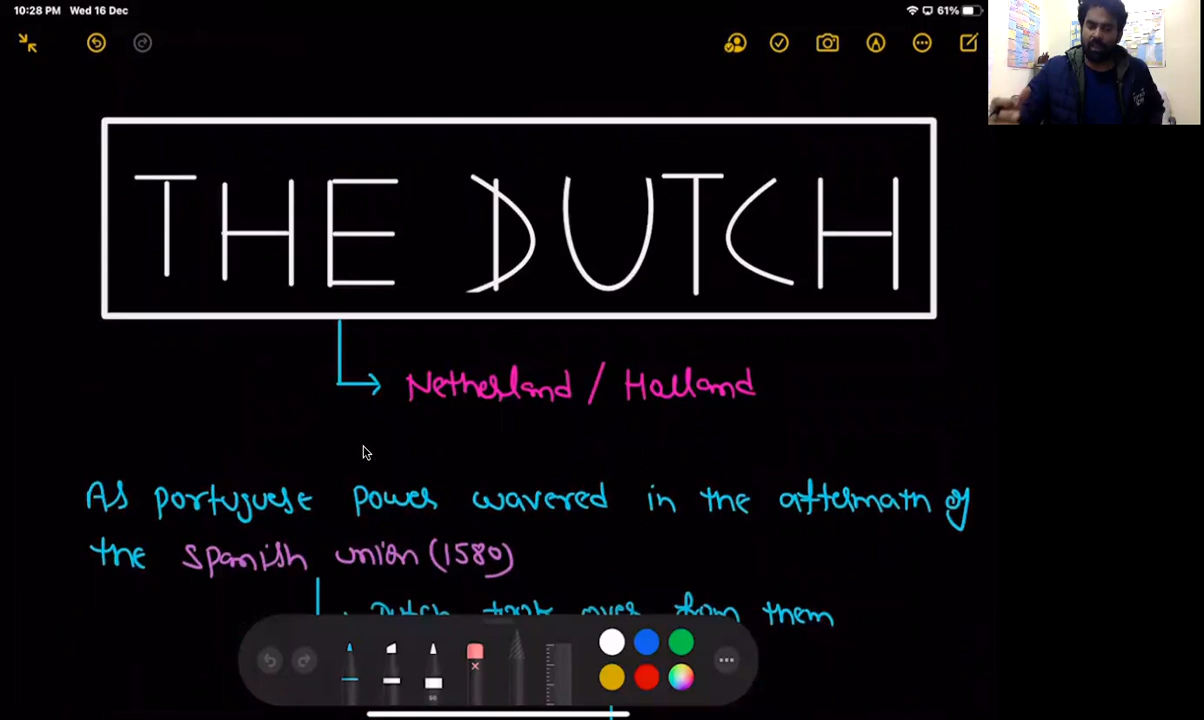 10:28 PM Wed 16 Dec
61%
THE DUTCH
Netherland / Holland
As portuguese power wavered in the aftermath of
the Spanish union (1580)
Dutch took over from them